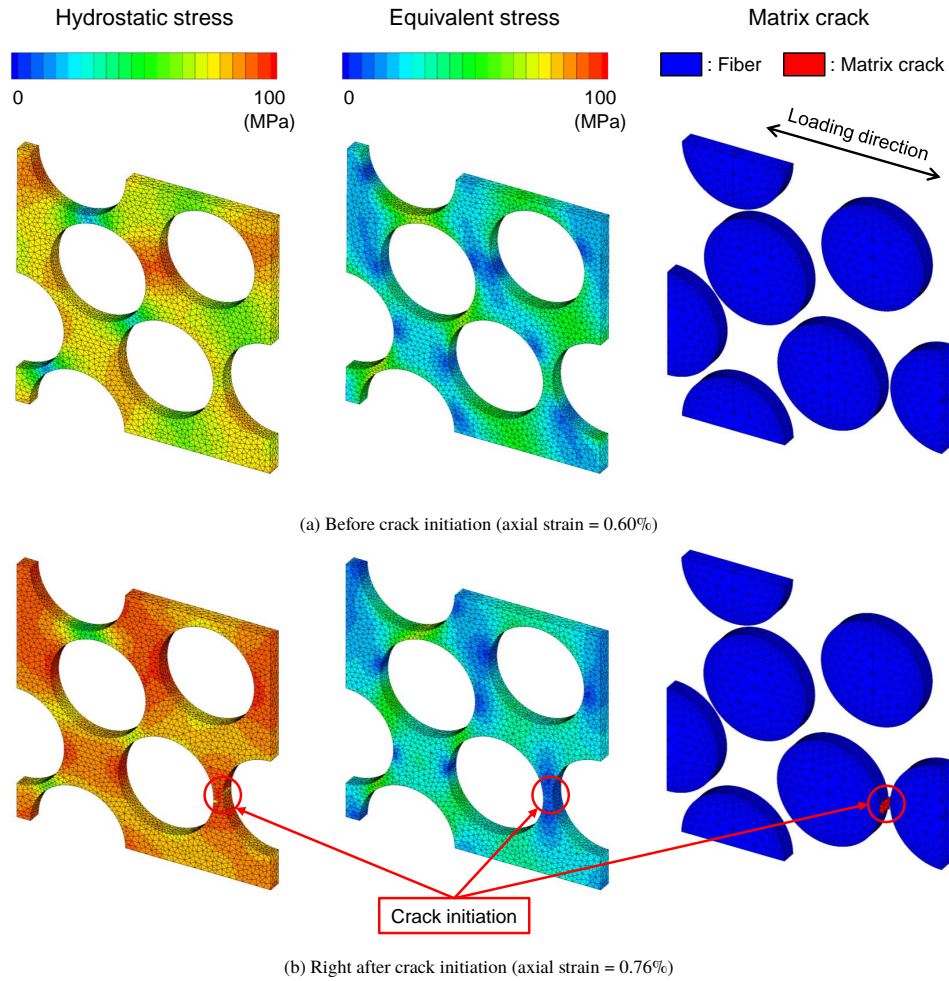 Hydrostatic stress
Equivalent stress
Matrix crack
0
100
(MPa)
0
100
(MPa)
: Fiber
: Matrix crack
Loading direction
(a) Before crack initiation (axial strain = 0.60%)
Crack initiation
(b) Right after crack initiation (axial strain = 0.76%)